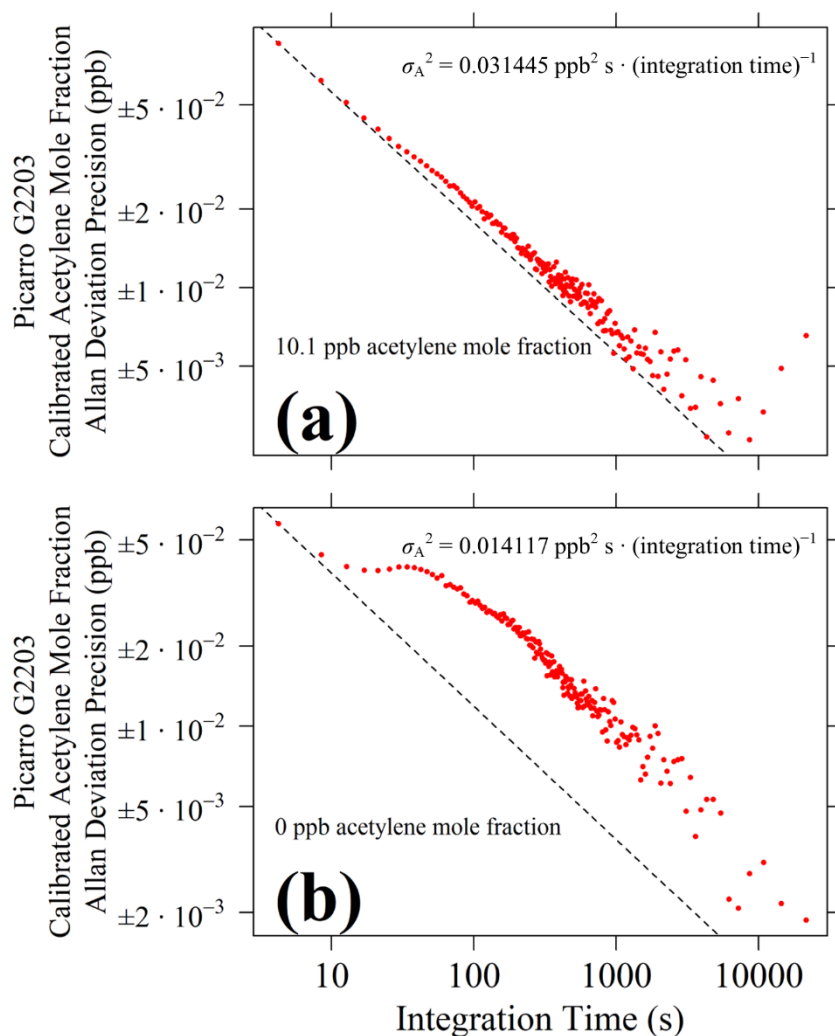 Picarro G2203
Calibrated Acetylene Mole Fraction
Allan Deviation Precision (ppb)
±5 · 10⁻²
±2 · 10⁻²
±1 · 10⁻²
±5 · 10⁻³
σ_A² = 0.031445 ppb² s · (integration time)⁻¹
10.1 ppb acetylene mole fraction
(a)
Picarro G2203
Calibrated Acetylene Mole Fraction
Allan Deviation Precision (ppb)
±5 · 10⁻²
±2 · 10⁻²
±1 · 10⁻²
±5 · 10⁻³
±2 · 10⁻³
σ_A² = 0.014117 ppb² s · (integration time)⁻¹
0 ppb acetylene mole fraction
(b)
10 100 1000 10000
Integration Time (s)